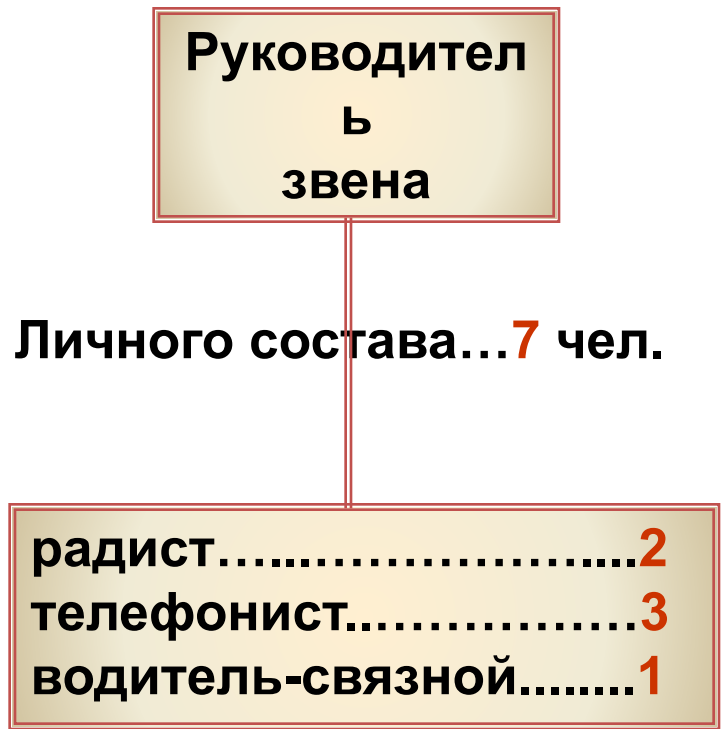 Руководител
ь
звена
Личного состава…7 чел.
радист…...…………………....2
телефонист..………………3
водитель-связной........1